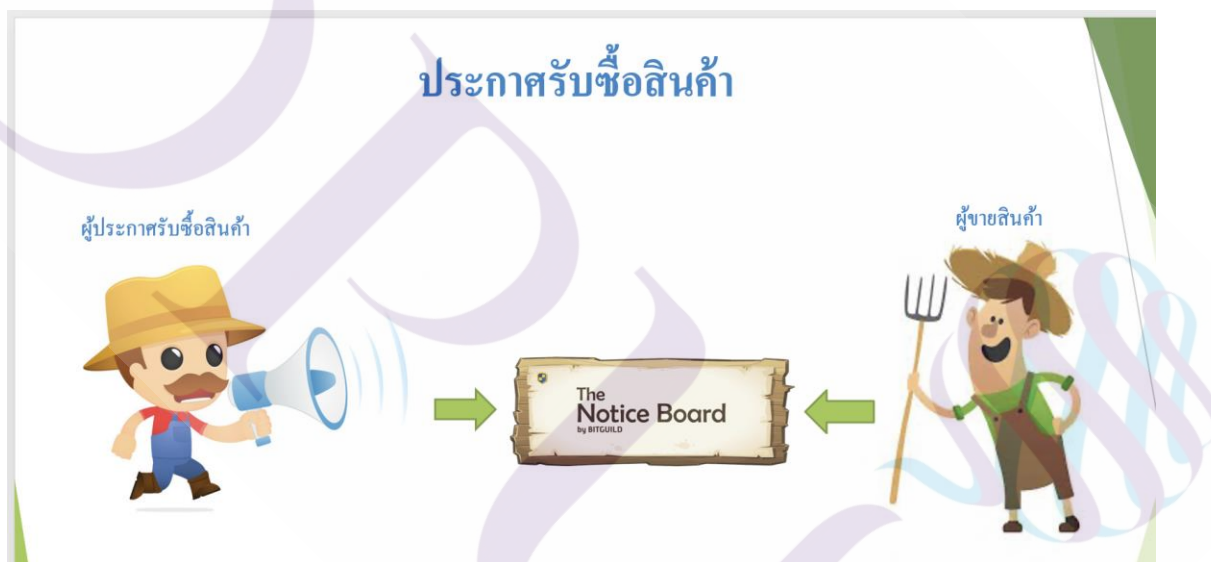 ประกาศรับซื้อสินค้า
ผู้ประกาศรับซื้อสินค้า
ผู้ขายสินค้า
The
Notice Board
by BITGUILD